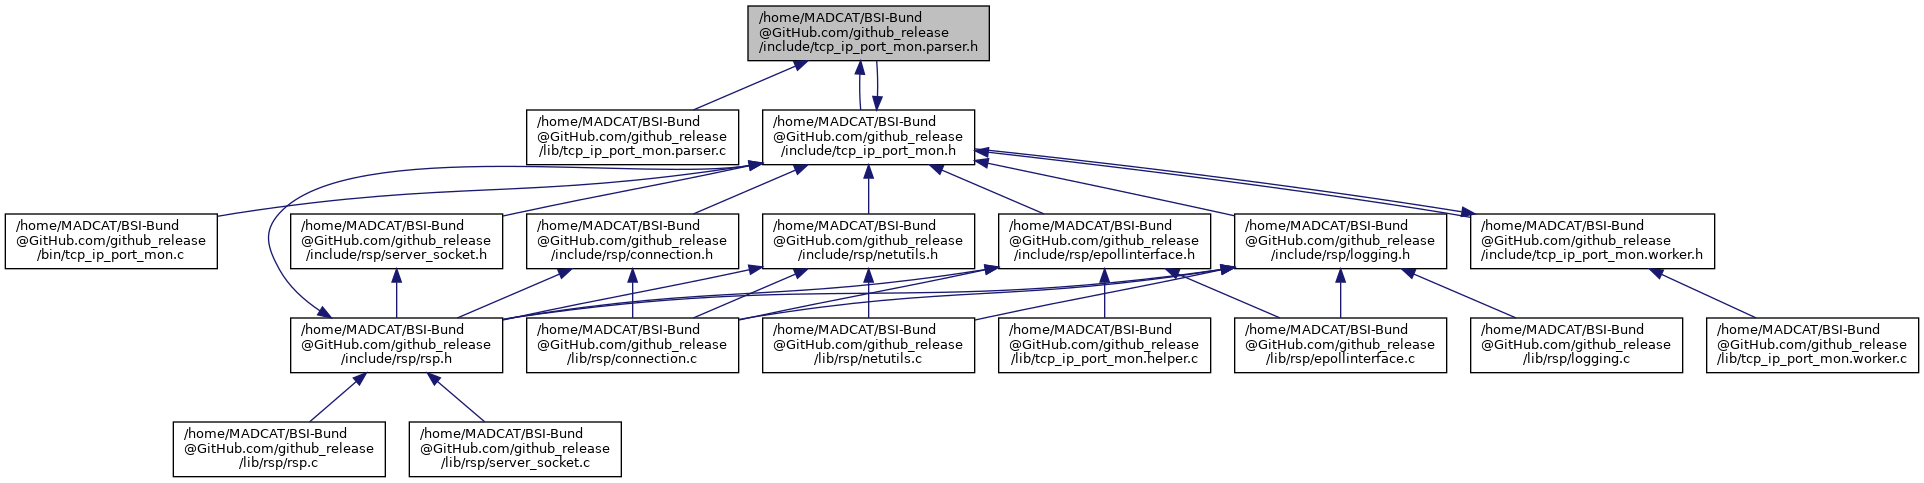 /home/MADCAT/BSI-Bund
@GitHub.com/github_release
/include/tcp_ip_port_mon.parser.h
/home/MADCAT/BSI-Bund
@GitHub.com/github_release
/lib/tcp_ip_port_mon.parser.c
/home/MADCAT/BSI-Bund
@GitHub.com/github_release
/include/tcp_ip_port_mon.h
/home/MADCAT/BSI-Bund
@GitHub.com/github_release
/bin/tcp_ip_port_mon.c
/home/MADCAT/BSI-Bund
@GitHub.com/github_release
/include/rsp/server_socket.h
/home/MADCAT/BSI-Bund
@GitHub.com/github_release
/include/rsp/connection.h
/home/MADCAT/BSI-Bund
@GitHub.com/github_release
/include/rsp/netutils.h
/home/MADCAT/BSI-Bund
@GitHub.com/github_release
/include/rsp/epollinterface.h
/home/MADCAT/BSI-Bund
@GitHub.com/github_release
/include/rsp/logging.h
/home/MADCAT/BSI-Bund
@GitHub.com/github_release
/include/tcp_ip_port_mon.worker.h
/home/MADCAT/BSI-Bund
@GitHub.com/github_release
/include/rsp/rsp.h
/home/MADCAT/BSI-Bund
@GitHub.com/github_release
/lib/rsp/connection.c
/home/MADCAT/BSI-Bund
@GitHub.com/github_release
/lib/rsp/netutils.c
/home/MADCAT/BSI-Bund
@GitHub.com/github_release
/lib/tcp_ip_port_mon.helper.c
/home/MADCAT/BSI-Bund
@GitHub.com/github_release
/lib/rsp/epollinterface.c
/home/MADCAT/BSI-Bund
@GitHub.com/github_release
/lib/rsp/logging.c
/home/MADCAT/BSI-Bund
@GitHub.com/github_release
/lib/tcp_ip_port_mon.worker.c
/home/MADCAT/BSI-Bund
@GitHub.com/github_release
/lib/rsp/rsp.c
/home/MADCAT/BSI-Bund
@GitHub.com/github_release
/lib/rsp/server_socket.c